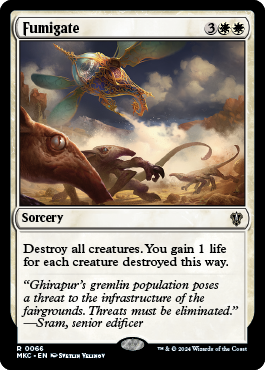 Fumigate 3
Sorcery
Destroy all creatures. You gain 1 life
for each creature destroyed this way.
“Ghirapur’s gremlin population poses
a threat to the infrastructure of the
fairgrounds. Threats must be eliminated.”
—Sram, senior edificer
R 0066
MKC • EN Svetlin Velinov
™ & © 2024 Wizards of the Coast